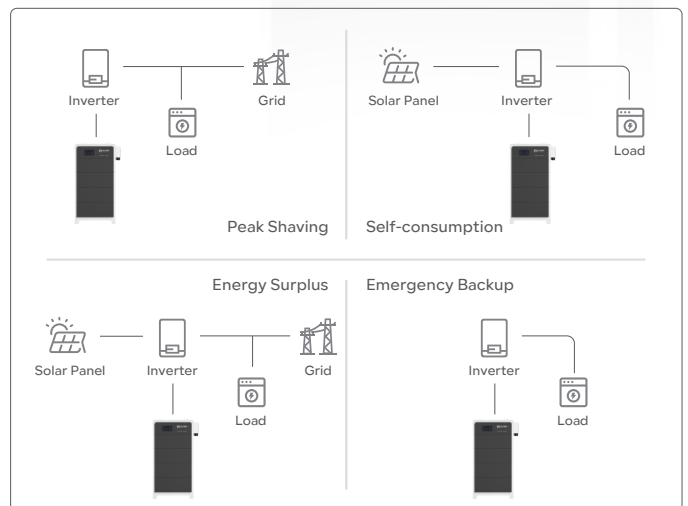 Inverter
Grid
Load
Peak Shaving
Solar Panel
Inverter
Load
Self-consumption
Energy Surplus
Solar Panel
Inverter
Grid
Load
Emergency Backup
Inverter
Load